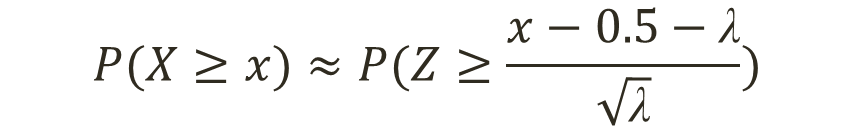 P(X ≥ x) ≈ P(Z ≥ (x − 0.5 − λ)/√λ)